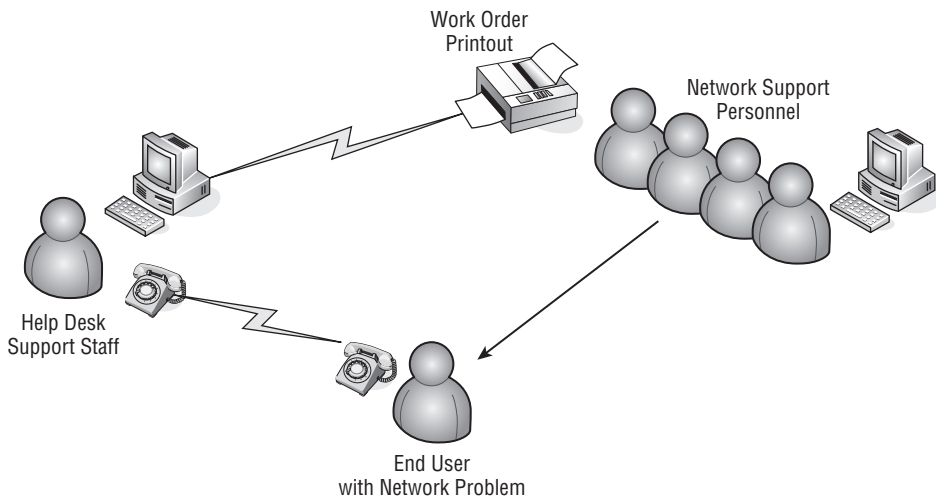 Work Order
Printout
Network Support
Personnel
Help Desk
Support Staff
End User
with Network Problem